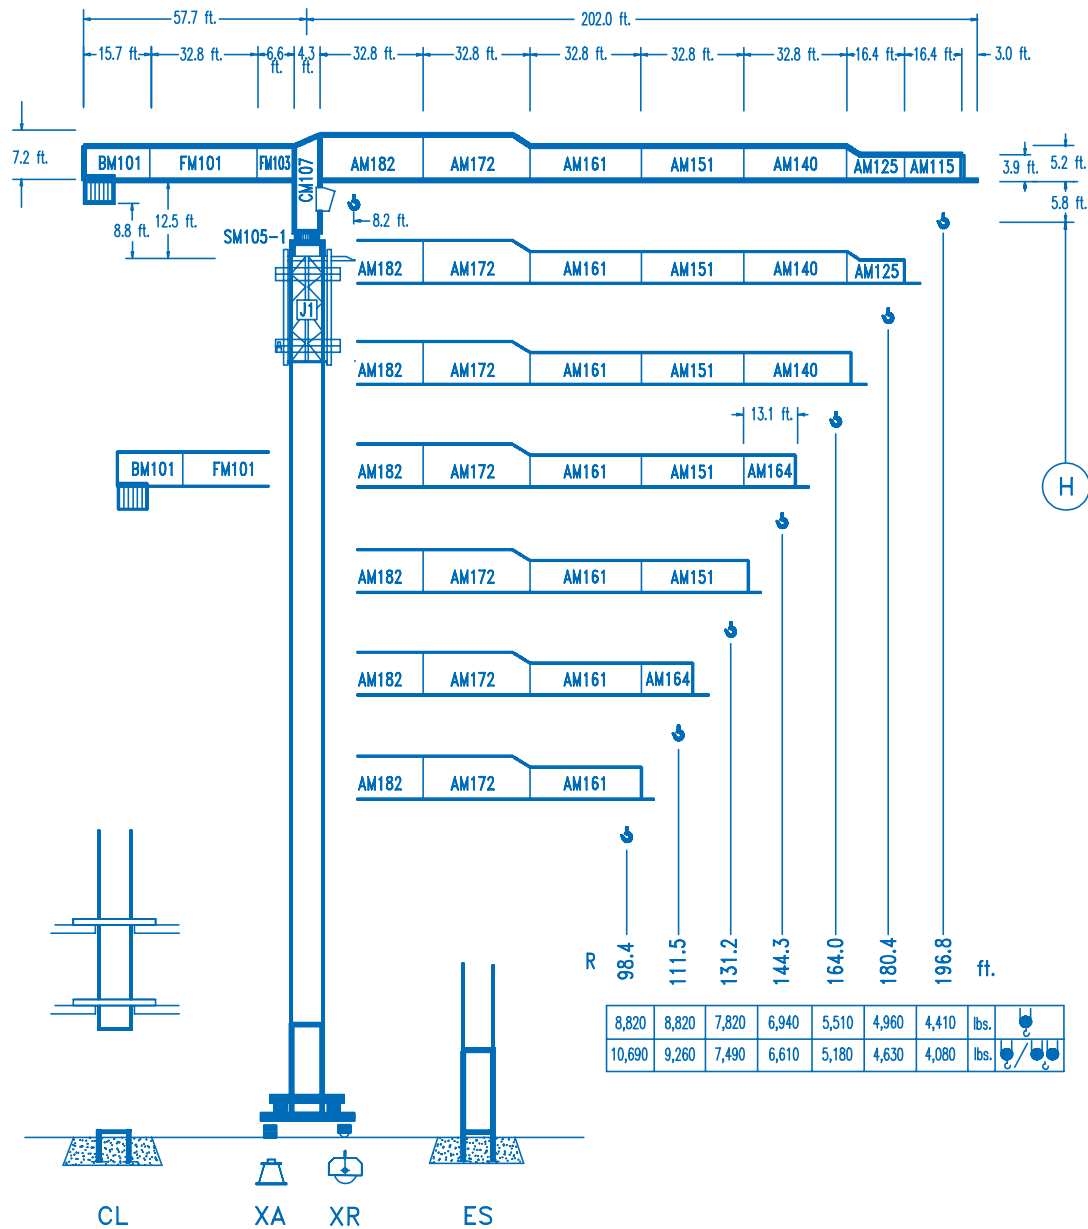 57.7 ft. 202.0 ft.
15.7 ft. 32.8 ft. 6.6 ft. 4.3 ft. 32.8 ft. 32.8 ft. 32.8 ft. 32.8 ft. 32.8 ft. 16.4 ft. 16.4 ft. 3.0 ft.
7.2 ft. BM101 FM101 FM103 CM107 AM182 AM172 AM161 AM151 AM140 AM125 AM115 3.9 ft. 5.2 ft.
5.8 ft.
8.8 ft. 12.5 ft. 8.2 ft.
SM105-1
AM182 AM172 AM161 AM151 AM140 AM125
J1
AM182 AM172 AM161 AM151 AM140
13.1 ft.
BM101 FM101 AM182 AM172 AM161 AM151 AM164
H
AM182 AM172 AM161 AM151
AM182 AM172 AM161 AM164
AM182 AM172 AM161
R 98.4 111.5 131.2 144.3 164.0 180.4 196.8 ft.
8,820 8,820 7,820 6,940 5,510 4,960 4,410 lbs.
10,690 9,260 7,490 6,610 5,180 4,630 4,080 lbs.
CL XA XR ES